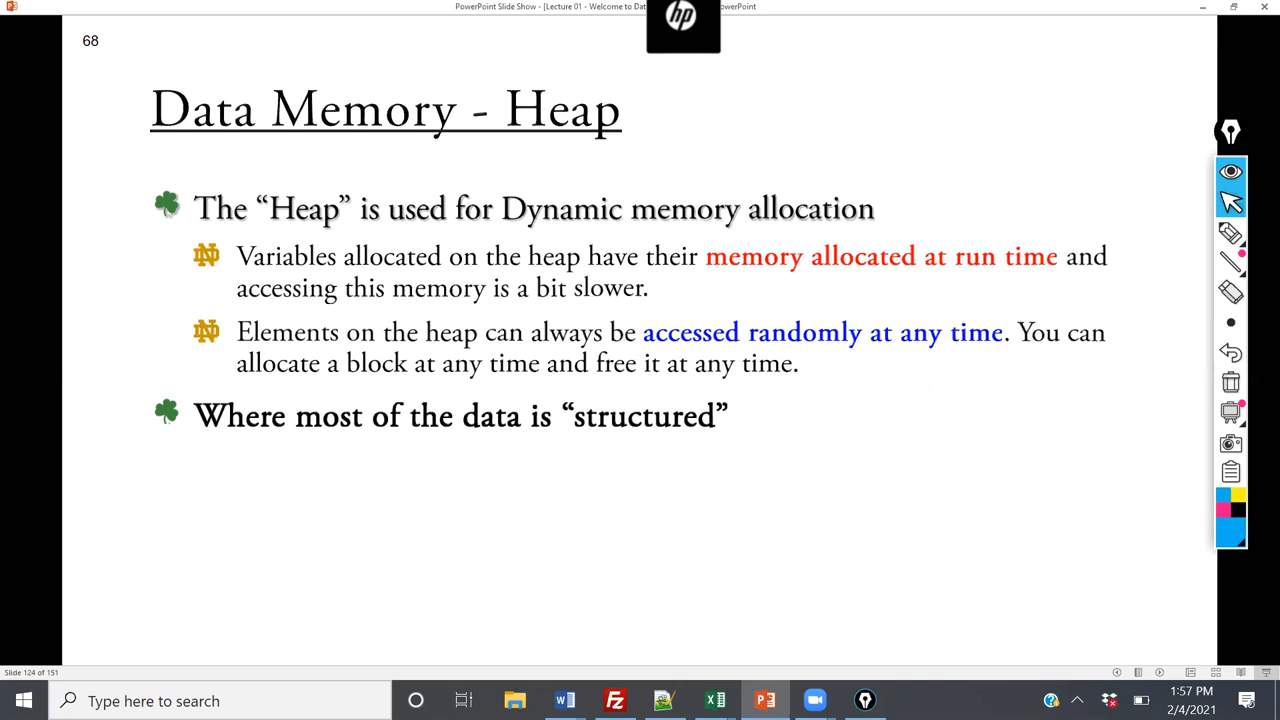 PowerPoint Slide Show - [Lecture 01 - Welcome to Dat
owerPoint
hp
68
Data Memory - Heap
The “Heap” is used for Dynamic memory allocation
Variables allocated on the heap have their memory allocated at run time and
accessing this memory is a bit slower.
Elements on the heap can always be accessed randomly at any time. You can
allocate a block at any time and free it at any time.
Where most of the data is “structured”
Slide 124 of 151
Type here to search
1:57 PM
2/4/2021